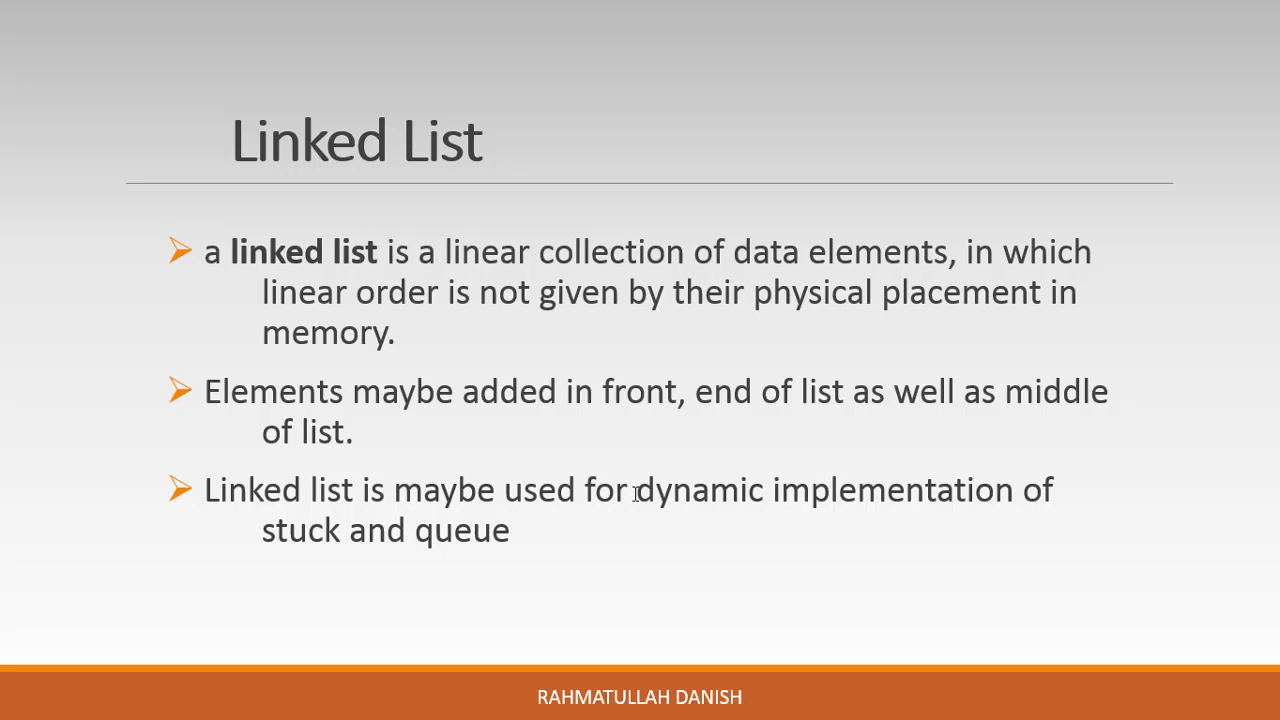 Linked List
a linked list is a linear collection of data elements, in which
linear order is not given by their physical placement in
memory.
Elements maybe added in front, end of list as well as middle
of list.
Linked list is maybe used for dynamic implementation of
stuck and queue
RAHMATULLAH DANISH